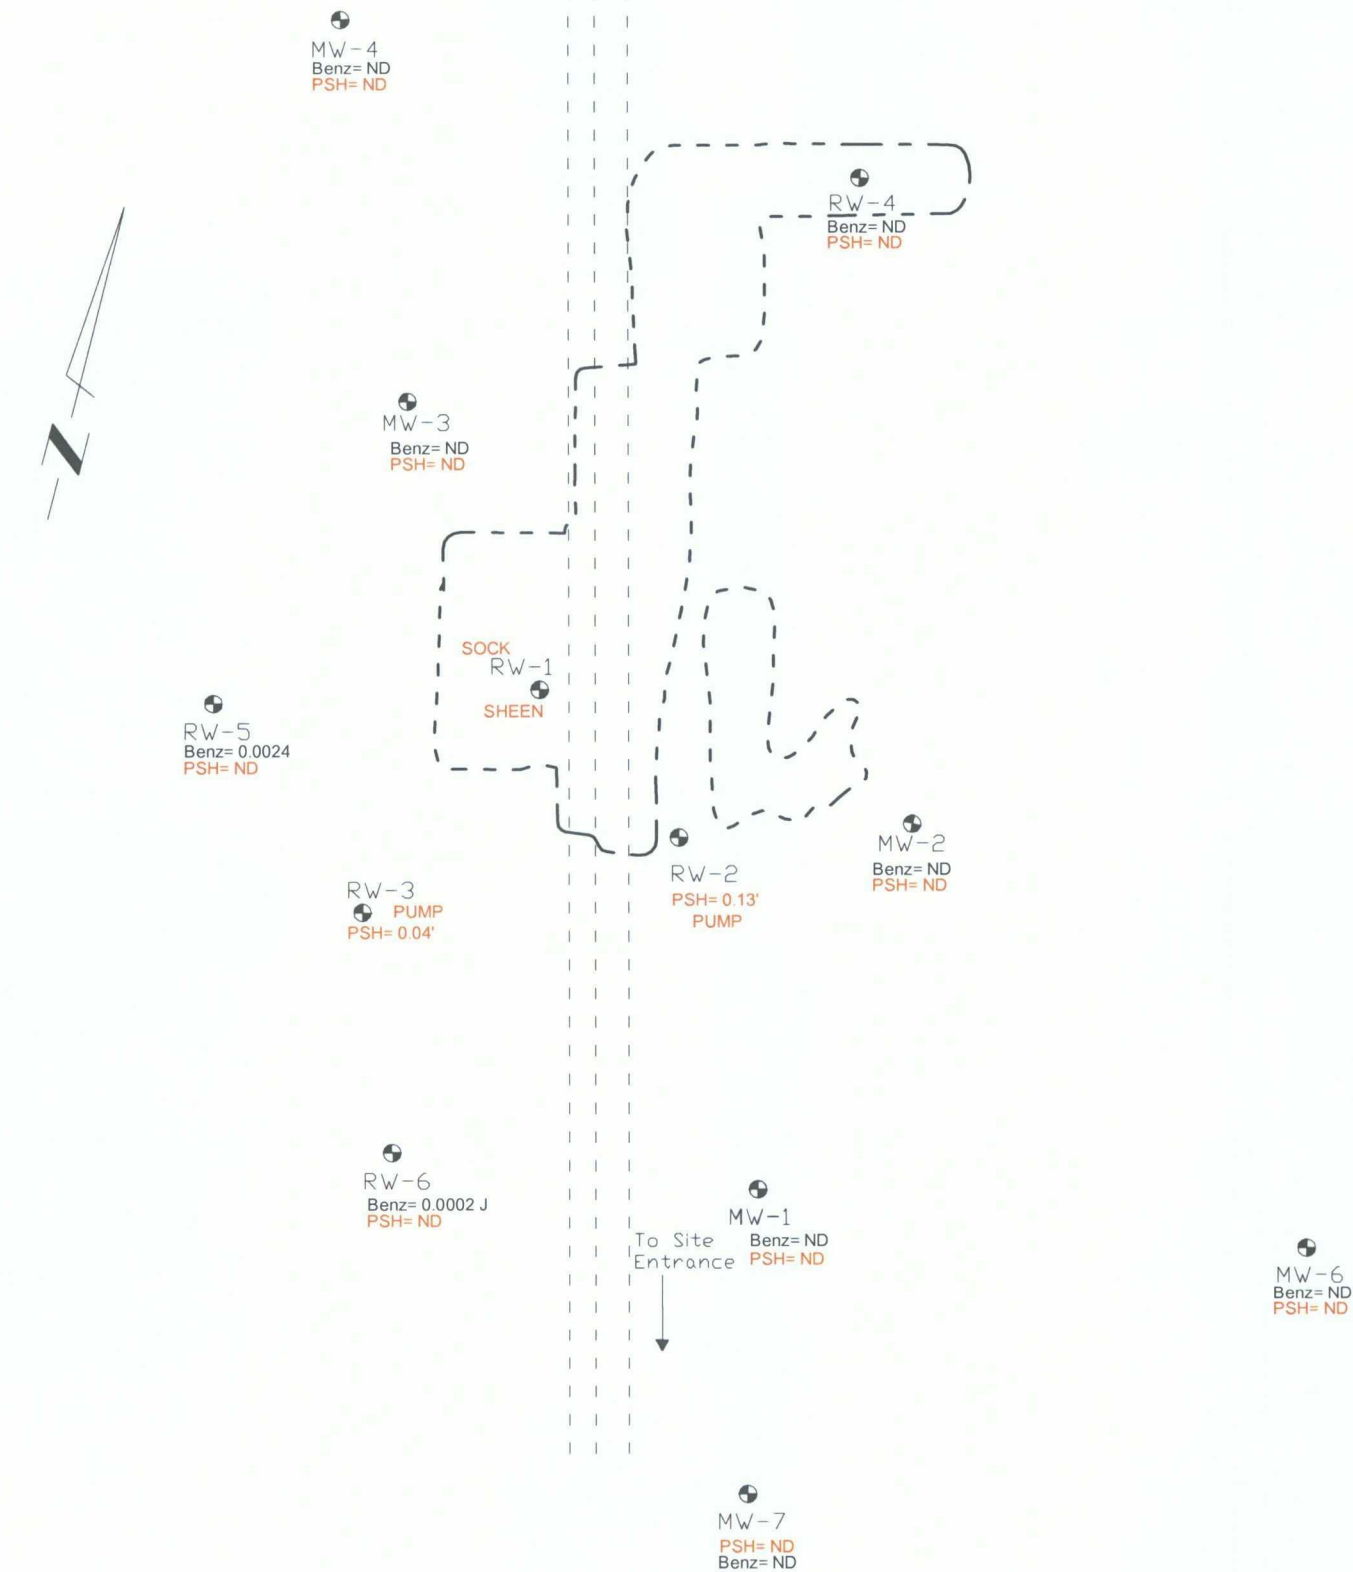 MW-4
Benz= ND
PSH= ND
RW-4
Benz= ND
PSH= ND
MW-3
Benz= ND
PSH= ND
N
SOCK
RW-1
SHEEN
RW-5
Benz= 0.0024
PSH= ND
MW-2
Benz= ND
PSH= ND
RW-2
PSH= 0.13'
PUMP
RW-3
PUMP
PSH= 0.04'
RW-6
Benz= 0.0002 J
PSH= ND
MW-1
Benz= ND
PSH= ND
To Site
Entrance
MW-6
Benz= ND
PSH= ND
MW-7
PSH= ND
Benz= ND